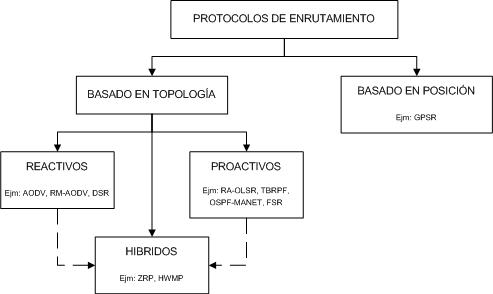 PROTOCOLOS DE ENRUTAMIENTO
BASADO EN TOPOLOGÍA
BASADO EN POSICIÓN
Ejm: GPSR
REACTIVOS
Ejm: AODV, RM-AODV, DSR
PROACTIVOS
Ejm: RA-OLSR, TBRPF,
OSPF-MANET, FSR
HIBRIDOS
Ejm: ZRP, HWMP